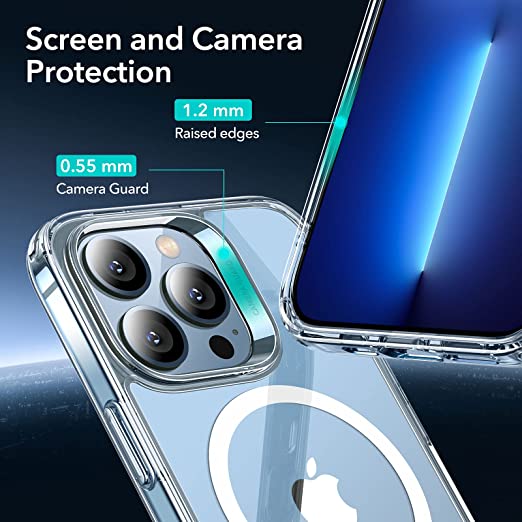 Screen and Camera
Protection
1.2 mm
Raised edges
0.55 mm
Camera Guard